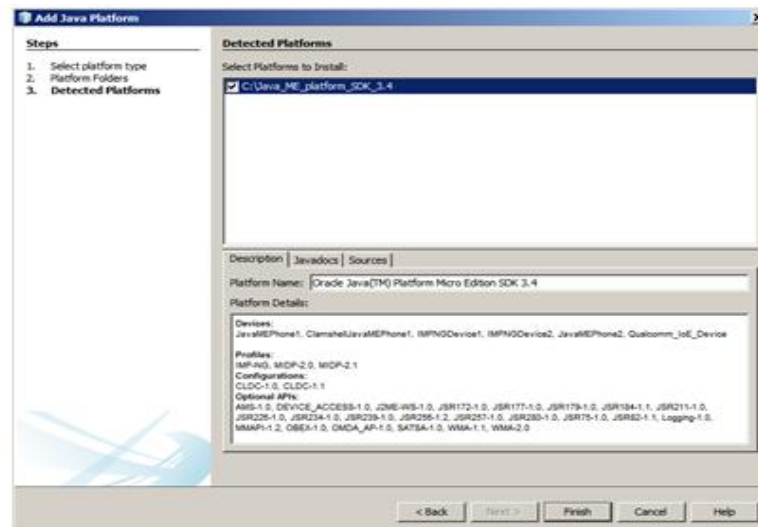 Add Java Platform
Steps
1. Select platform type
2. Platform Folders
3. Detected Platforms
Detected Platforms
Select Platforms to Install:
C:\Java_ME_platform_SDK_3.4
Description
Javadocs
Sources
Platform Name: Oracle Java(TM) Platform Micro Edition SDK 3.4
Platform Details:
Devices:
JavaMEPhone1, ClamshellJavaMEPhone1, IMPNGDevice1, IMPNGDevice2, JavaMEPhone2, Qualcomm_IoE_Device
Profiles:
IMP-NG, MIDP-2.0, MIDP-2.1
Configurations:
CLDC-1.0, CLDC-1.1
Optional APIs:
AMS-1.0, DEVICE_ACCESS-1.0, J2ME-WS-1.0, JSR172-1.0, JSR177-1.0, JSR179-1.0, JSR184-1.1, JSR211-1.0,
JSR226-1.0, JSR234-1.0, JSR239-1.0, JSR256-1.2, JSR257-1.0, JSR280-1.0, JSR75-1.0, JSR82-1.1, Logging-1.0,
MMAPI-1.2, OBEX-1.0, OMDA_AP-1.0, SATSA-1.0, WMA-1.1, WMA-2.0
< Back
Next >
Finish
Cancel
Help